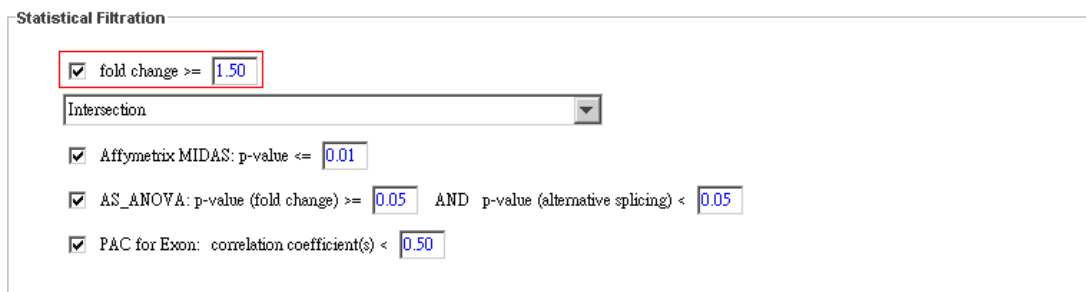 Statistical Filtration
fold change >= 1.50
Intersection
Affymetrix MIDAS: p-value <= 0.01
AS_ANOVA: p-value (fold change) >= 0.05 AND p-value (alternative splicing) < 0.05
PAC for Exon: correlation coefficient(s) < 0.50